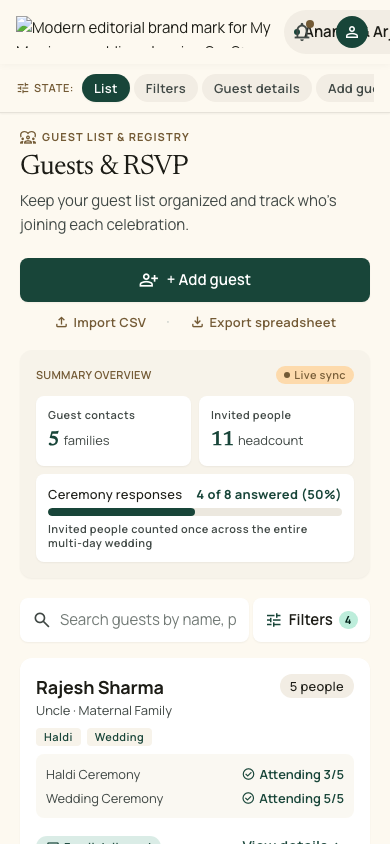 Modern editorial brand mark for My
STATE:
List
Filters
Guest details
GUEST LIST & REGISTRY
Guests & RSVP
Keep your guest list organized and track who's
joining each celebration.
+ Add guest
Import CSV · Export spreadsheet
SUMMARY OVERVIEW
Live sync
Guest contacts
5 families
Invited people
11 headcount
Ceremony responses 4 of 8 answered (50%)
Invited people counted once across the entire
multi-day wedding
Search guests by name, p
Filters 4
Rajesh Sharma
5 people
Uncle · Maternal Family
Haldi Wedding
Haldi Ceremony Attending 3/5
Wedding Ceremony Attending 5/5